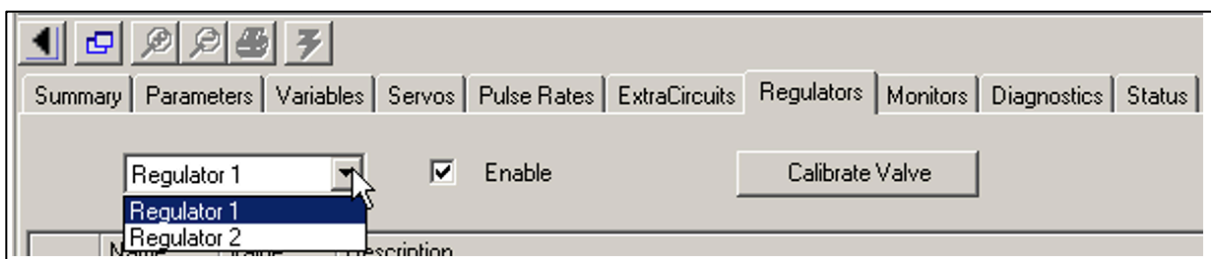 Summary Parameters Variables Servos Pulse Rates ExtraCircuits Regulators Monitors Diagnostics Status
Regulator 1 Enable Calibrate Valve
Regulator 1
Regulator 2
Description